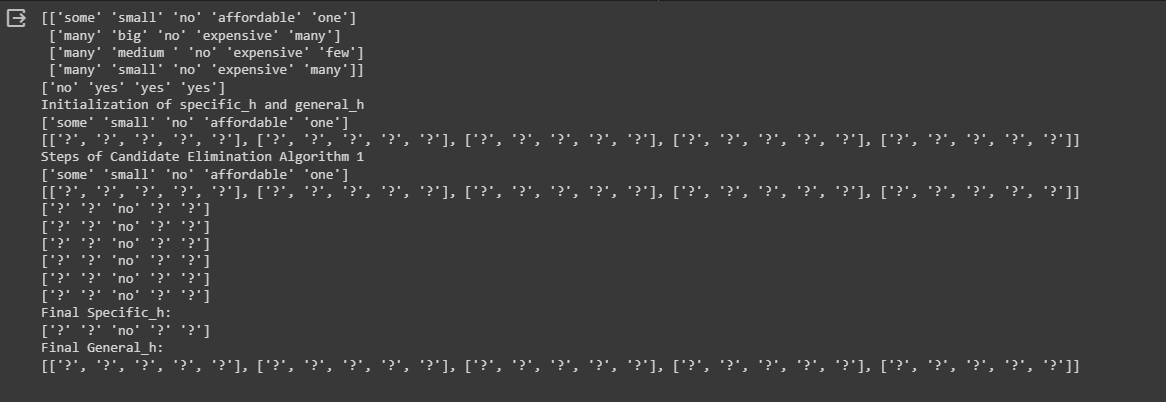 [['some' 'small' 'no' 'affordable' 'one']
 ['many' 'big' 'no' 'expensive' 'many']
 ['many' 'medium ' 'no' 'expensive' 'few']
 ['many' 'small' 'no' 'expensive' 'many']]
['no' 'yes' 'yes' 'yes']
Initialization of specific_h and general_h
['some' 'small' 'no' 'affordable' 'one']
[['?', '?', '?', '?', '?'], ['?', '?', '?', '?', '?'], ['?', '?', '?', '?', '?'], ['?', '?', '?', '?', '?'], ['?', '?', '?', '?', '?']]
Steps of Candidate Elimination Algorithm 1
['some' 'small' 'no' 'affordable' 'one']
[['?', '?', '?', '?', '?'], ['?', '?', '?', '?', '?'], ['?', '?', '?', '?', '?'], ['?', '?', '?', '?', '?'], ['?', '?', '?', '?', '?']]
['?' '?' 'no' '?' '?']
['?' '?' 'no' '?' '?']
['?' '?' 'no' '?' '?']
['?' '?' 'no' '?' '?']
['?' '?' 'no' '?' '?']
['?' '?' 'no' '?' '?']
Final Specific_h:
['?' '?' 'no' '?' '?']
Final General_h:
[['?', '?', '?', '?', '?'], ['?', '?', '?', '?', '?'], ['?', '?', '?', '?', '?'], ['?', '?', '?', '?', '?'], ['?', '?', '?', '?', '?']]